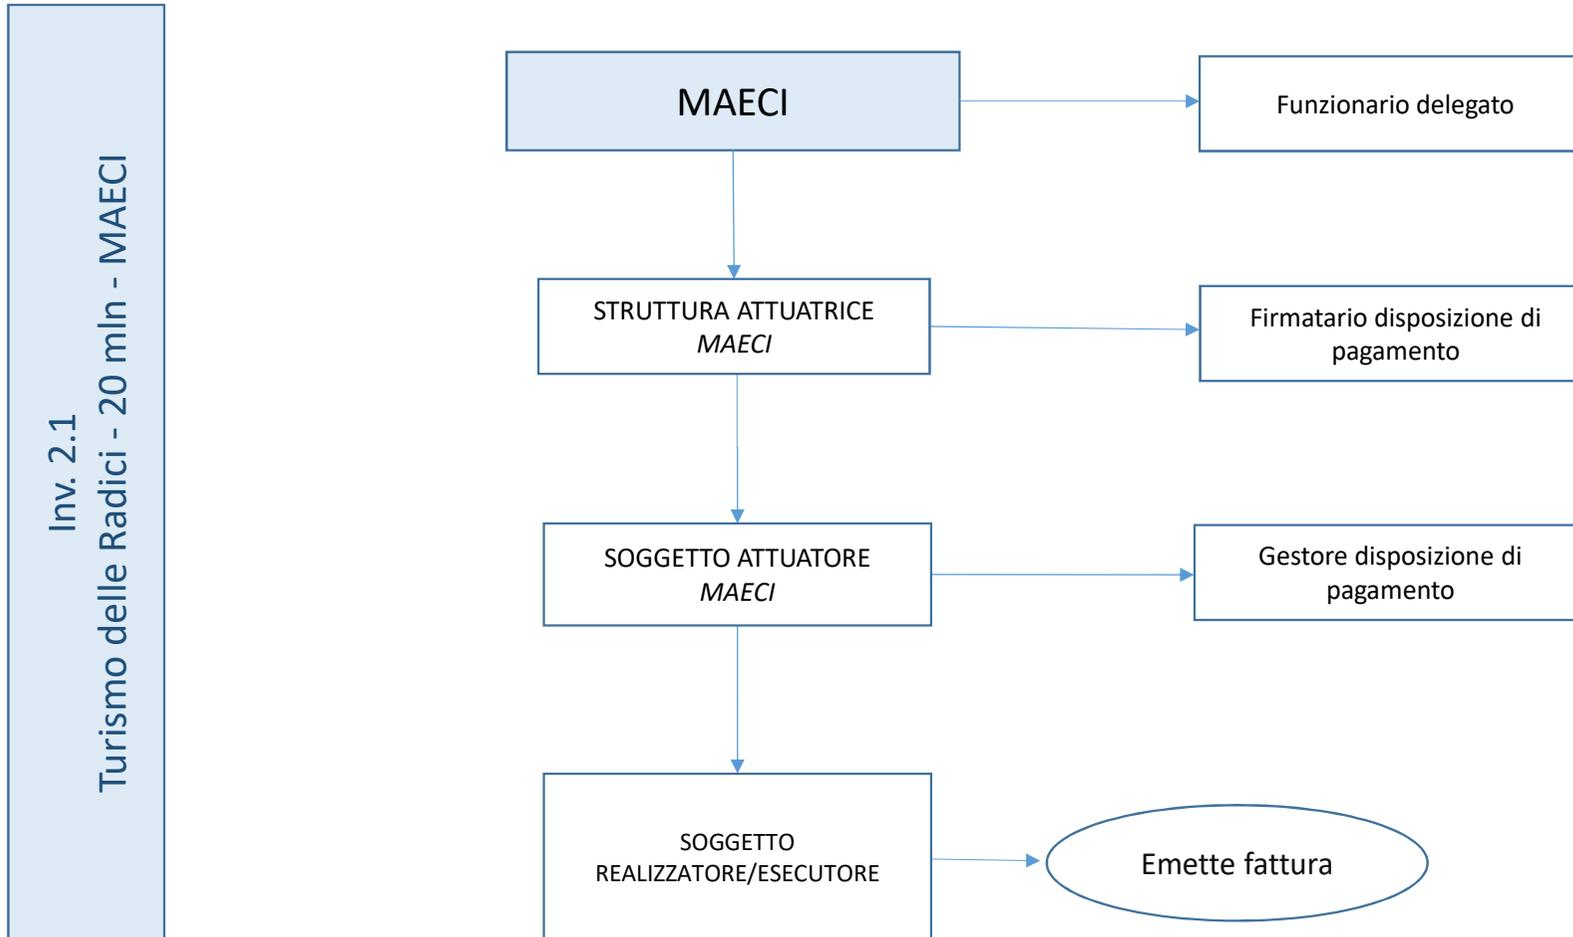 Inv. 2.1
Turismo delle Radici - 20 mln - MAECI
MAECI
Funzionario delegato
STRUTTURA ATTUATRICE
MAECI
Firmatario disposizione di
pagamento
SOGGETTO ATTUATORE
MAECI
Gestore disposizione di
pagamento
SOGGETTO
REALIZZATORE/ESECUTORE
Emette fattura